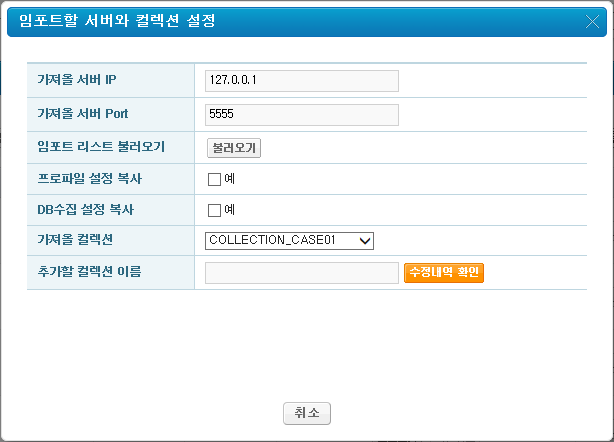 임포트할 서버와 컬렉션 설정
가져올 서버 IP 127.0.0.1
가져올 서버 Port 5555
임포트 리스트 불러오기 불러오기
프로파일 설정 복사 예
DB수집 설정 복사 예
가져올 컬렉션 COLLECTION_CASE01
추가할 컬렉션 이름 수정내역 확인
취소